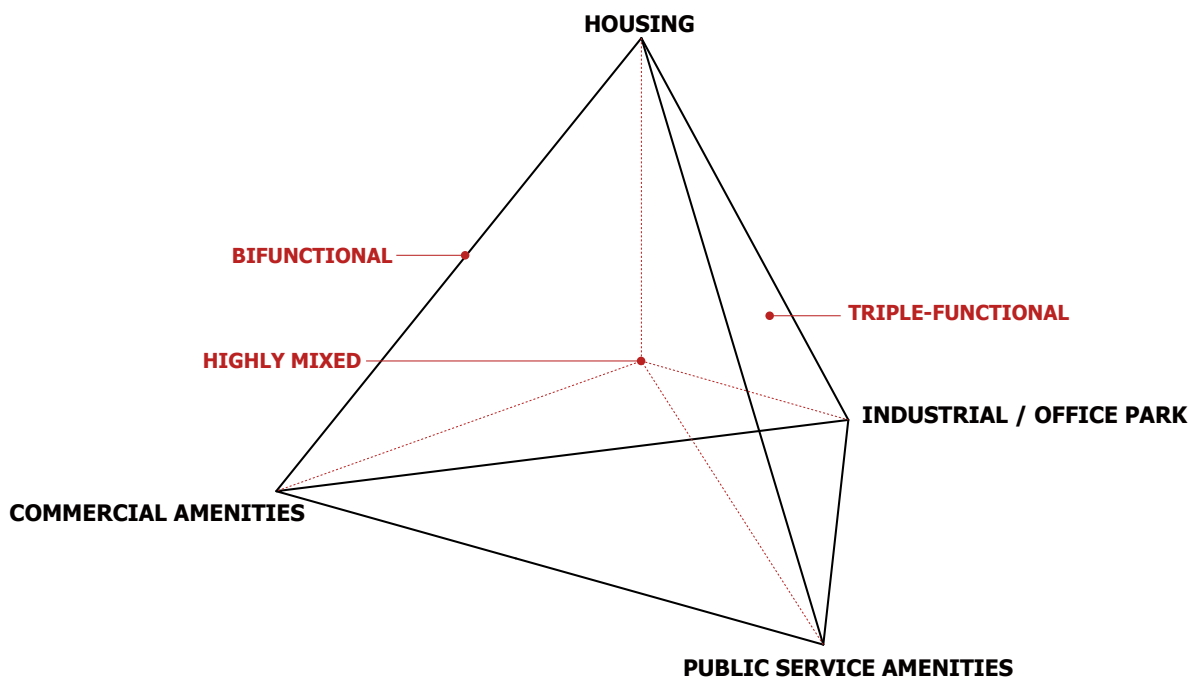 HOUSING
BIFUNCTIONAL
TRIPLE-FUNCTIONAL
HIGHLY MIXED
INDUSTRIAL / OFFICE PARK
COMMERCIAL AMENITIES
PUBLIC SERVICE AMENITIES